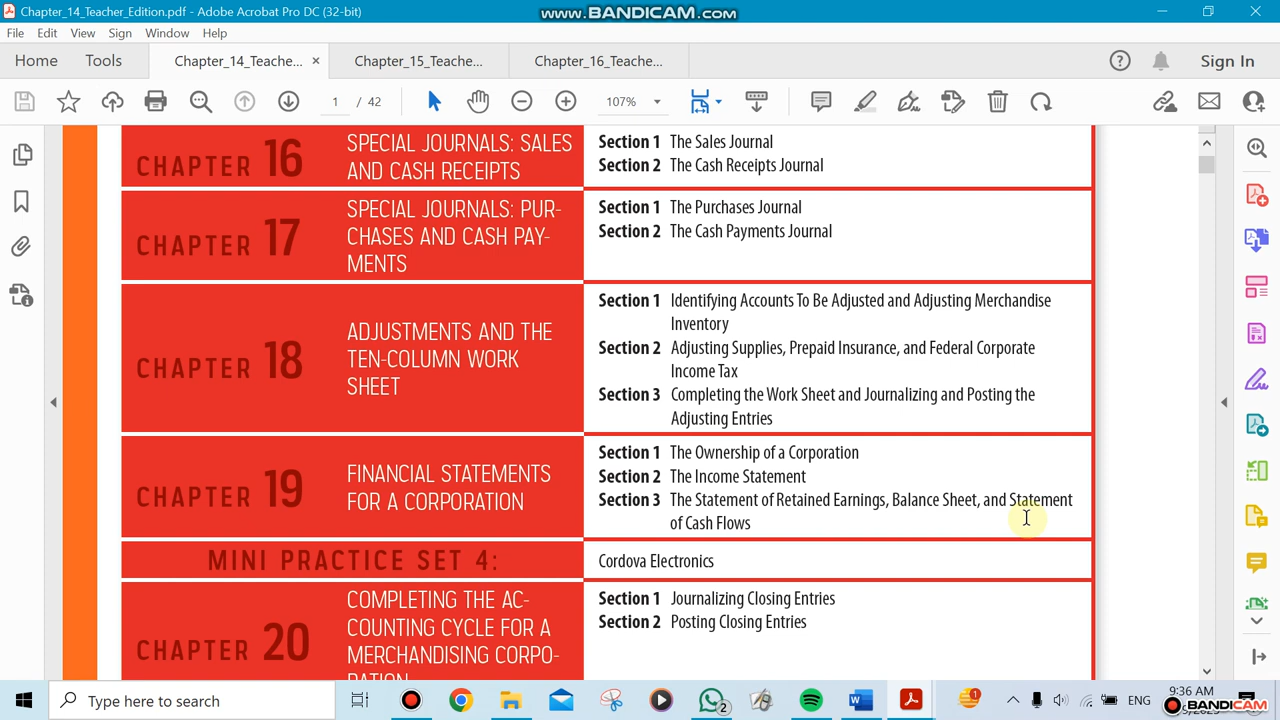 Chapter_14_Teacher_Edition.pdf - Adobe Acrobat Pro DC (32-bit)
www.BANDICAM.com
File Edit View Sign Window Help
Home Tools Chapter_14_Teache... × Chapter_15_Teache... Chapter_16_Teache... Sign In
1 / 42 107%
CHAPTER 16
SPECIAL JOURNALS: SALES
AND CASH RECEIPTS
Section 1 The Sales Journal
Section 2 The Cash Receipts Journal
CHAPTER 17
SPECIAL JOURNALS: PUR-
CHASES AND CASH PAY-
MENTS
Section 1 The Purchases Journal
Section 2 The Cash Payments Journal
CHAPTER 18
ADJUSTMENTS AND THE
TEN-COLUMN WORK
SHEET
Section 1 Identifying Accounts To Be Adjusted and Adjusting Merchandise
Inventory
Section 2 Adjusting Supplies, Prepaid Insurance, and Federal Corporate
Income Tax
Section 3 Completing the Work Sheet and Journalizing and Posting the
Adjusting Entries
CHAPTER 19
FINANCIAL STATEMENTS
FOR A CORPORATION
Section 1 The Ownership of a Corporation
Section 2 The Income Statement
Section 3 The Statement of Retained Earnings, Balance Sheet, and Statement
of Cash Flows
MINI PRACTICE SET 4:
Cordova Electronics
CHAPTER 20
COMPLETING THE AC-
COUNTING CYCLE FOR A
MERCHANDISING CORPO-
RATION
Section 1 Journalizing Closing Entries
Section 2 Posting Closing Entries
Type here to search
2
1
ENG
9:36 AM
BANDICAM